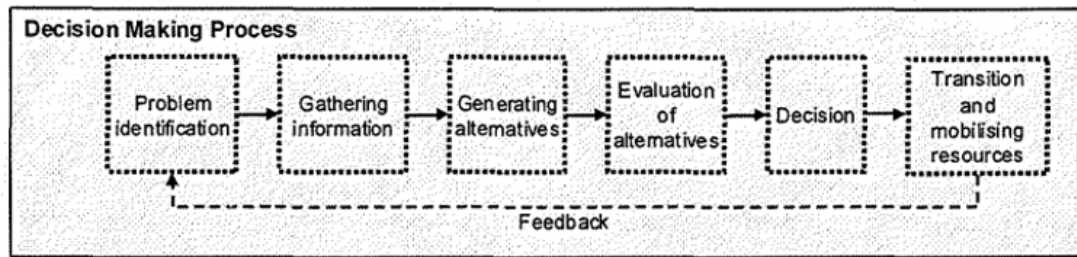 Decision Making Process
Problem
identification
Gathering
information
Generating
alternatives
Evaluation
of
alternatives
Decision
Transition
and
mobilising
resources
Feedback